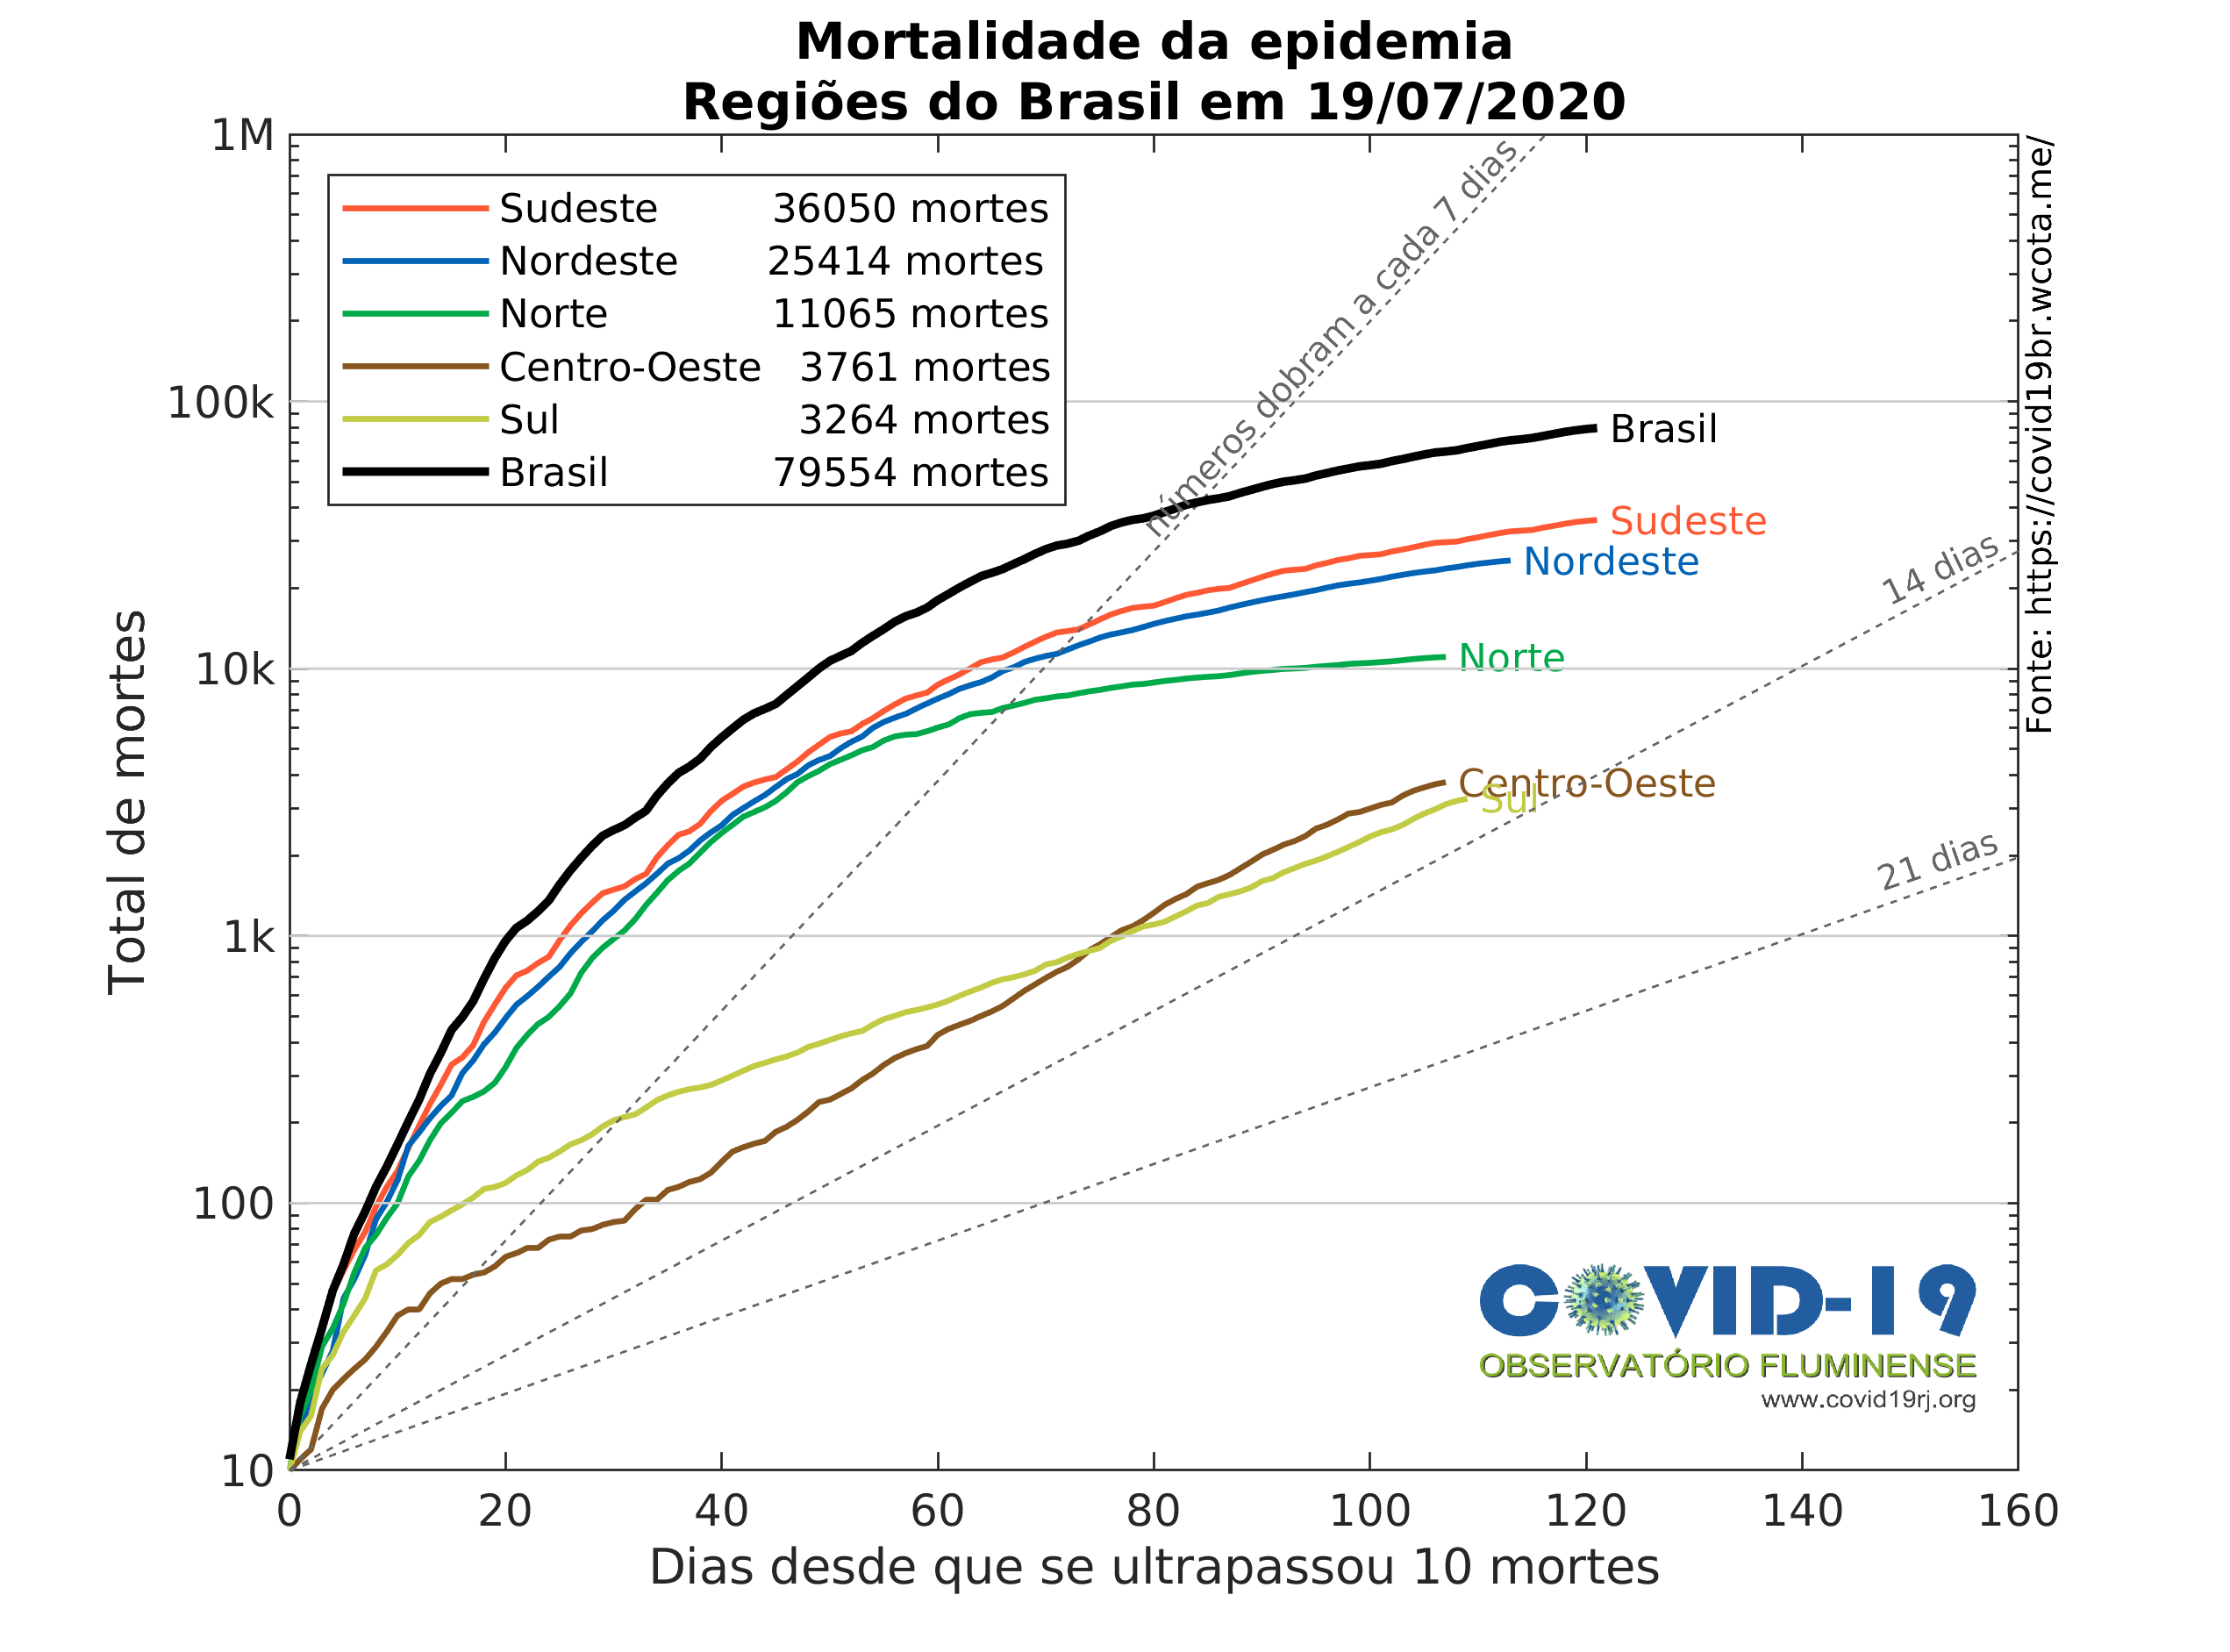 Mortalidade da epidemia
Regiões do Brasil em 19/07/2020
1M
100k
10k
1k
100
10
Total de mortes
Sudeste 36050 mortes
Nordeste 25414 mortes
Norte 11065 mortes
Centro-Oeste 3761 mortes
Sul 3264 mortes
Brasil 79554 mortes
números dobram a cada 7 dias
14 dias
21 dias
Brasil
Sudeste
Nordeste
Norte
Centro-Oeste
Sul
Fonte: https://covid19br.wcota.me/
COVID-19
OBSERVATÓRIO FLUMINENSE
www.covid19rj.org
0 20 40 60 80 100 120 140 160
Dias desde que se ultrapassou 10 mortes